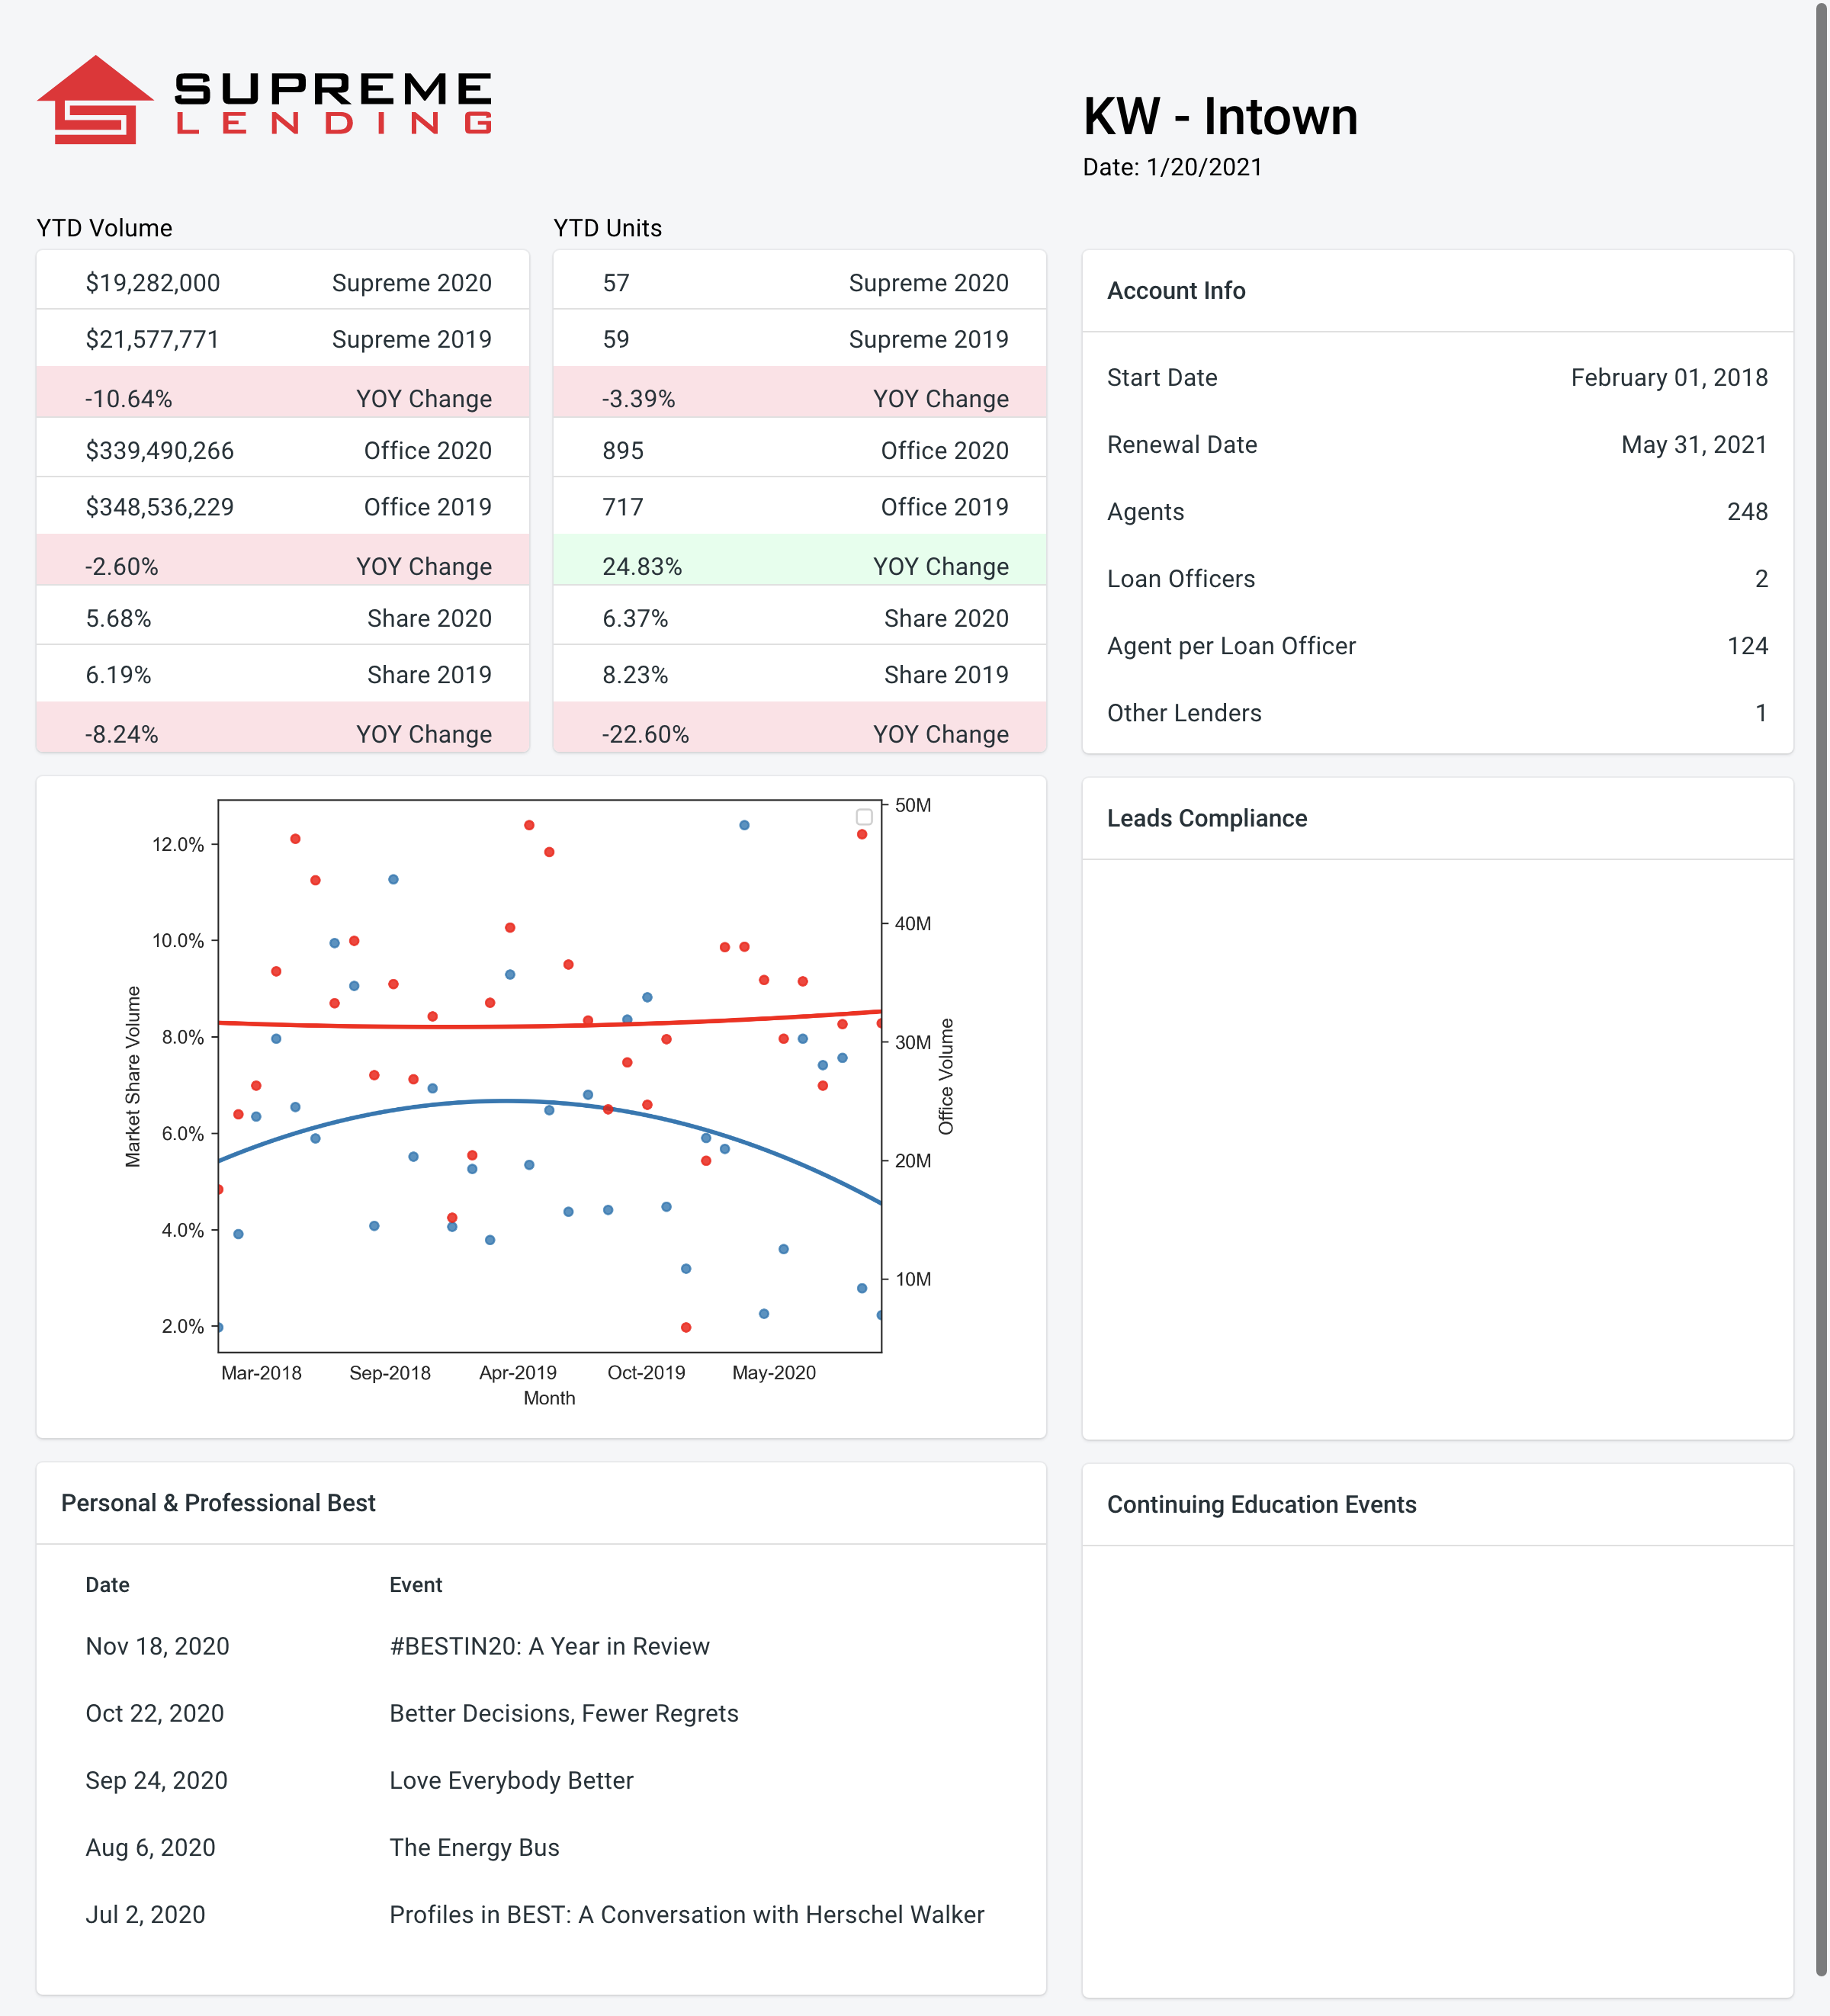 SUPREME
LENDING
KW - Intown
Date: 1/20/2021
YTD Volume
$19,282,000 Supreme 2020
$21,577,771 Supreme 2019
-10.64% YOY Change
$339,490,266 Office 2020
$348,536,229 Office 2019
-2.60% YOY Change
5.68% Share 2020
6.19% Share 2019
-8.24% YOY Change
YTD Units
57 Supreme 2020
59 Supreme 2019
-3.39% YOY Change
895 Office 2020
717 Office 2019
24.83% YOY Change
6.37% Share 2020
8.23% Share 2019
-22.60% YOY Change
Account Info
Start Date February 01, 2018
Renewal Date May 31, 2021
Agents 248
Loan Officers 2
Agent per Loan Officer 124
Other Lenders 1
Market Share Volume
12.0%
10.0%
8.0%
6.0%
4.0%
2.0%
50M
40M
30M
20M
10M
Office Volume
Mar-2018 Sep-2018 Apr-2019 Oct-2019 May-2020
Month
Leads Compliance
Personal & Professional Best
Date Event
Nov 18, 2020 #BESTIN20: A Year in Review
Oct 22, 2020 Better Decisions, Fewer Regrets
Sep 24, 2020 Love Everybody Better
Aug 6, 2020 The Energy Bus
Jul 2, 2020 Profiles in BEST: A Conversation with Herschel Walker
Continuing Education Events